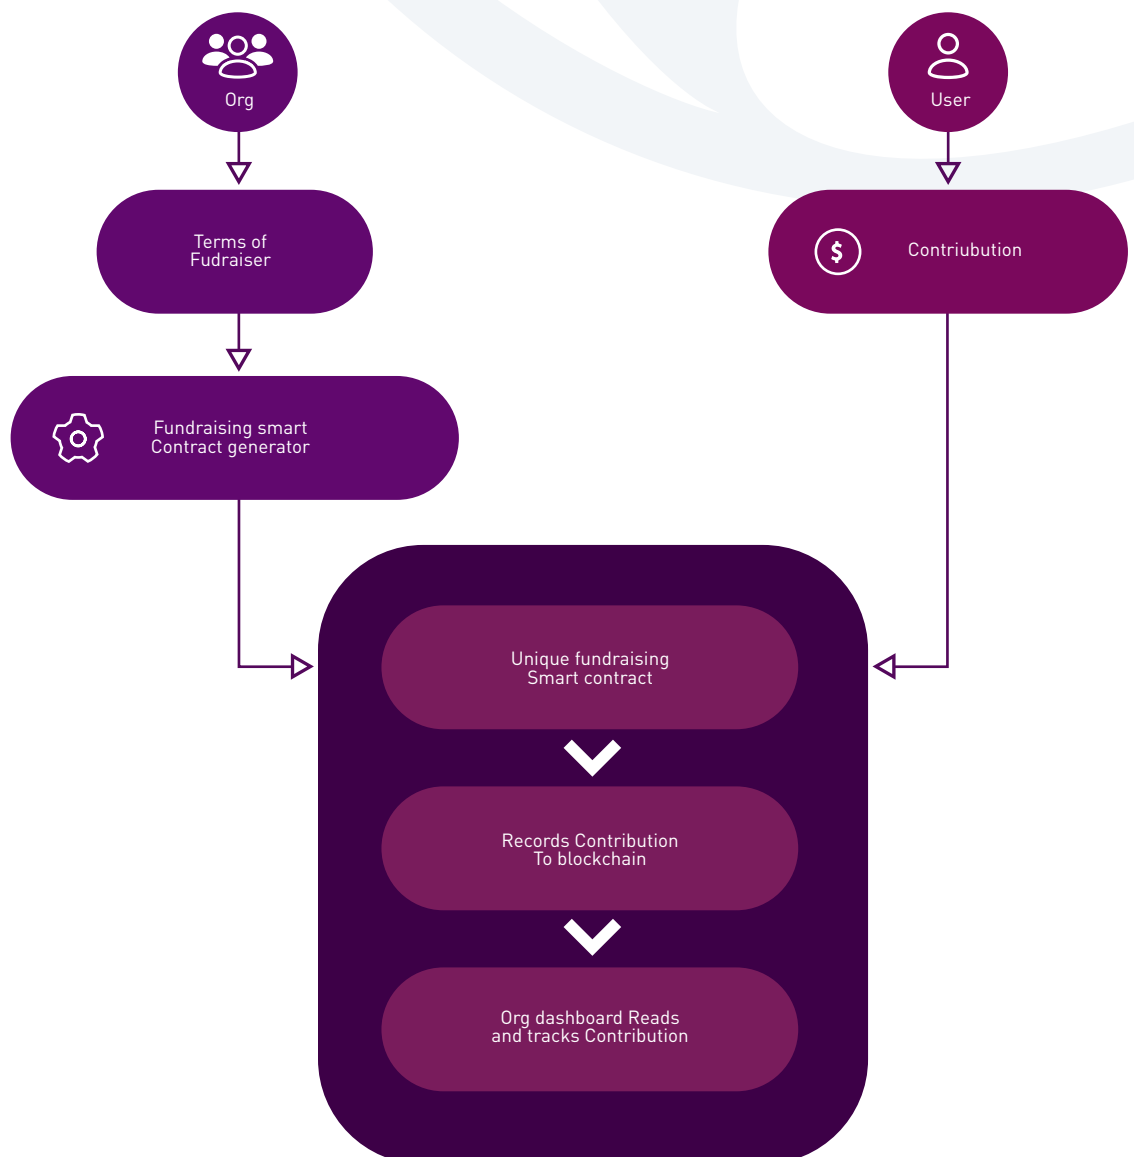 Org
User
Terms of
Fudraiser
$
Contriubution
Fundraising smart
Contract generator
Unique fundraising
Smart contract
Records Contribution
To blockchain
Org dashboard Reads
and tracks Contribution